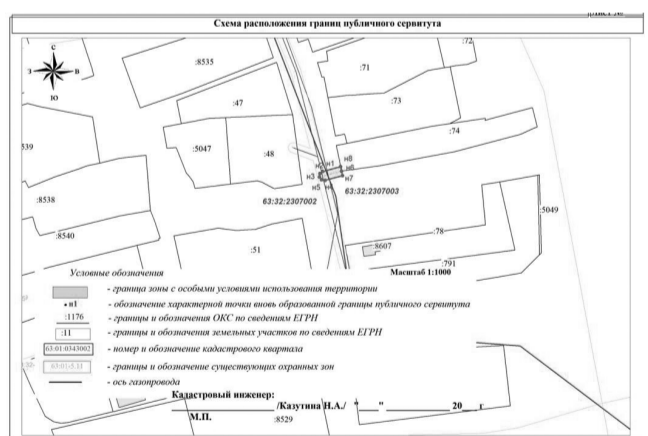 Схема расположения границ публичного сервитута
С
З
В
Ю
:8535
:72
:71
:47
:73
:74
539
:5047
:48
н1
н8
н6
н3
н7
н5
63:32:2307003
:8538
63:32:2307002
:5049
:8540
:78
:8607
:51
:791
Условные обозначения
Масштаб 1:1000
- граница зоны с особыми условиями использования территории
• н1 - обозначение характерной точки вновь образованной границы публичного сервитута
:1176 - границы и обозначения ОКС по сведениям ЕГРН
:11 - границы и обозначения земельных участков по сведениям ЕГРН
63:01:0343002 - номер и обозначение кадастрового квартала
- границы и обозначения существующих охранных зон
- ось газопровода
Кадастровый инженер:
/Казутина Н.А./ "__" ________ 20__ г
М.П.
:8529